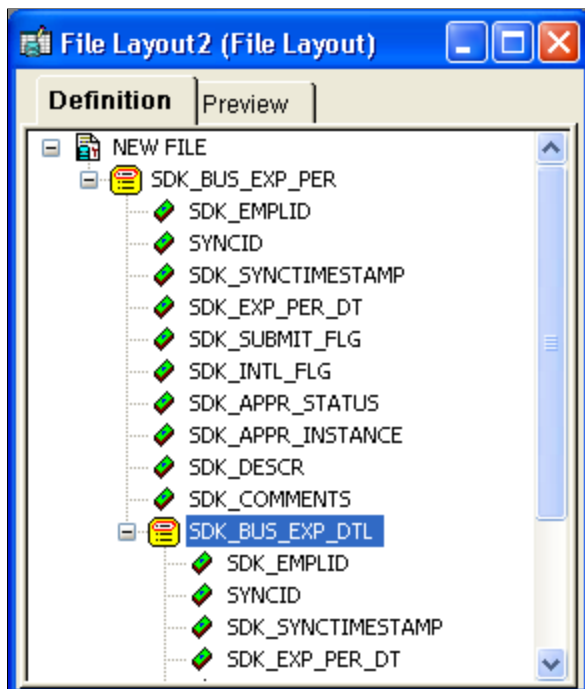 File Layout2 (File Layout)
Definition
Preview
NEW FILE
SDK_BUS_EXP_PER
SDK_EMPLID
SYNCID
SDK_SYNCTIMESTAMP
SDK_EXP_PER_DT
SDK_SUBMIT_FLG
SDK_INTL_FLG
SDK_APPR_STATUS
SDK_APPR_INSTANCE
SDK_DESCR
SDK_COMMENTS
SDK_BUS_EXP_DTL
SDK_EMPLID
SYNCID
SDK_SYNCTIMESTAMP
SDK_EXP_PER_DT